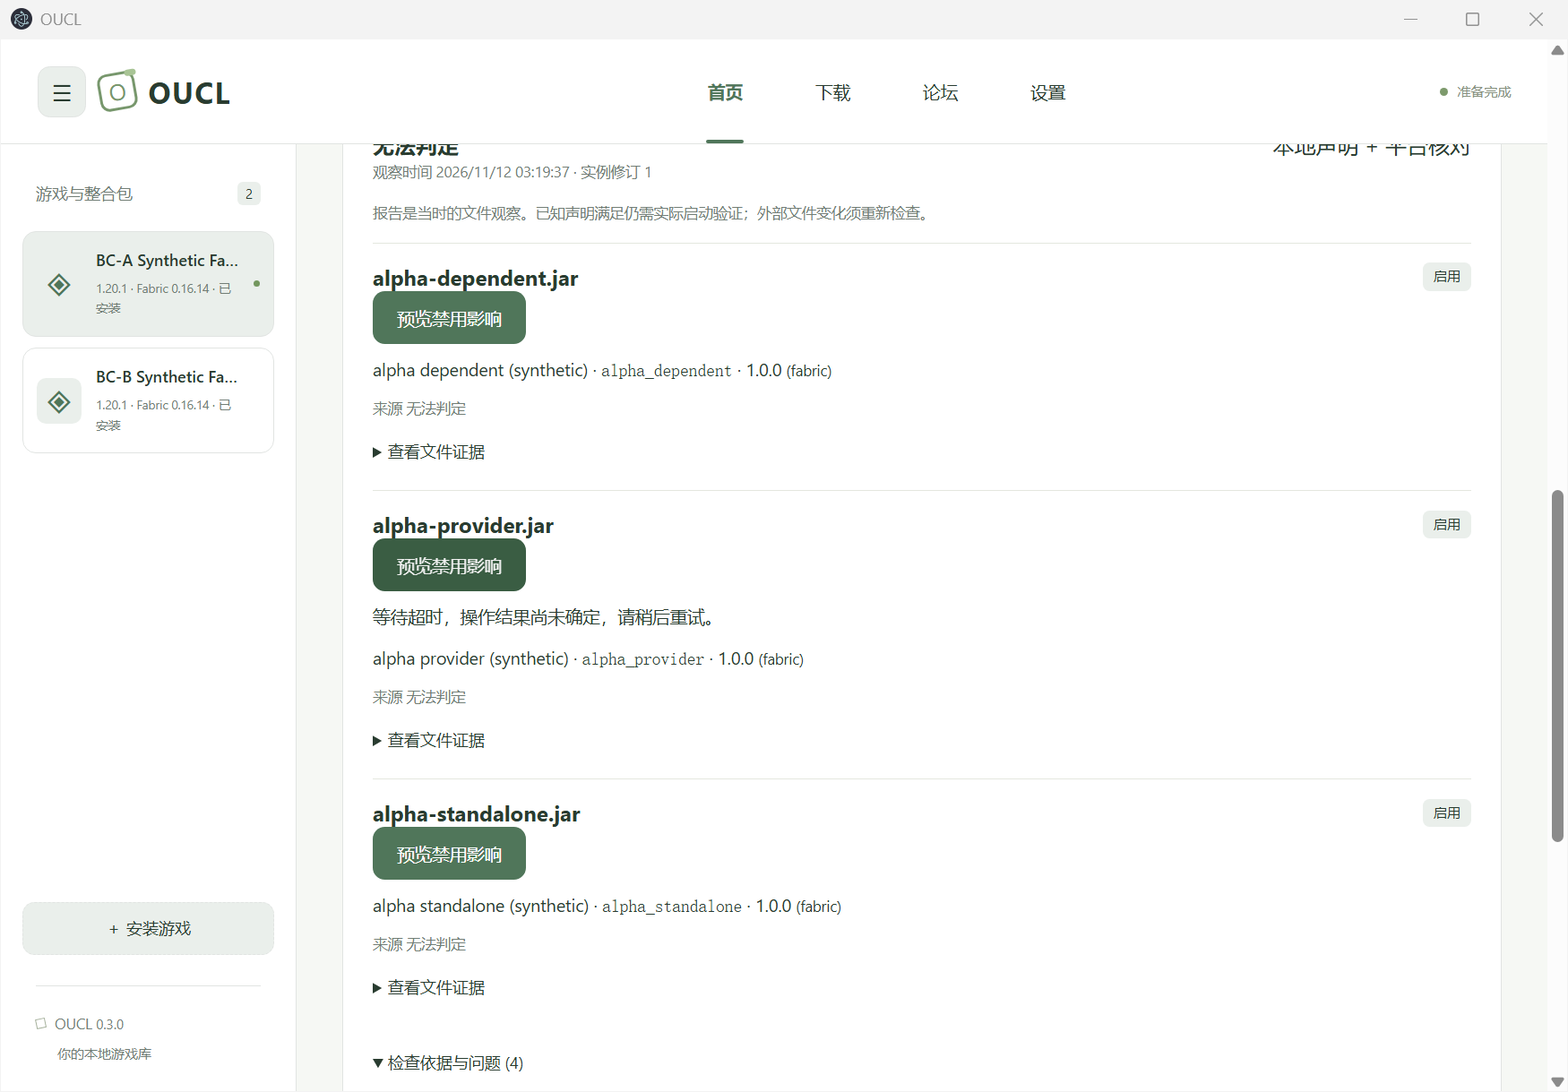 OUCL
OUCL
首页
下载
论坛
设置
准备完成
游戏与整合包
2
BC-A Synthetic Fa...
1.20.1 · Fabric 0.16.14 · 已
安装
BC-B Synthetic Fa...
1.20.1 · Fabric 0.16.14 · 已
安装
+ 安装游戏
OUCL 0.3.0
你的本地游戏库
无法判定
本地声明 + 平台核对
观察时间 2026/11/12 03:19:37 · 实例修订 1
报告是当时的文件观察。已知声明满足仍需实际启动验证；外部文件变化须重新检查。
alpha-dependent.jar
启用
预览禁用影响
alpha dependent (synthetic) · alpha_dependent · 1.0.0 (fabric)
来源 无法判定
▶ 查看文件证据
alpha-provider.jar
启用
预览禁用影响
等待超时，操作结果尚未确定，请稍后重试。
alpha provider (synthetic) · alpha_provider · 1.0.0 (fabric)
来源 无法判定
▶ 查看文件证据
alpha-standalone.jar
启用
预览禁用影响
alpha standalone (synthetic) · alpha_standalone · 1.0.0 (fabric)
来源 无法判定
▶ 查看文件证据
▼ 检查依据与问题 (4)